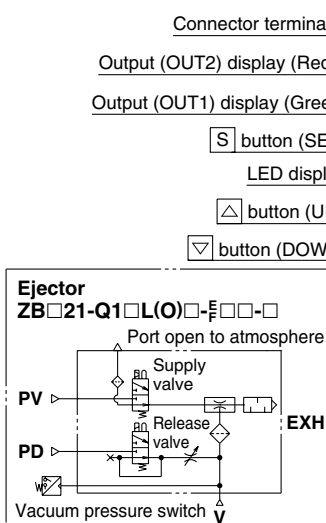 Connector termina
Output (OUT2) display (Red
Output (OUT1) display (Gree
S button (SE
LED displ
△ button (U
▽ button (DOW
Ejector
ZB□21-Q1□L(O)□-E/F□□-□
Port open to atmosphere
Supply
valve
PV
EXH
Release
valve
PD
Vacuum pressure switch
V